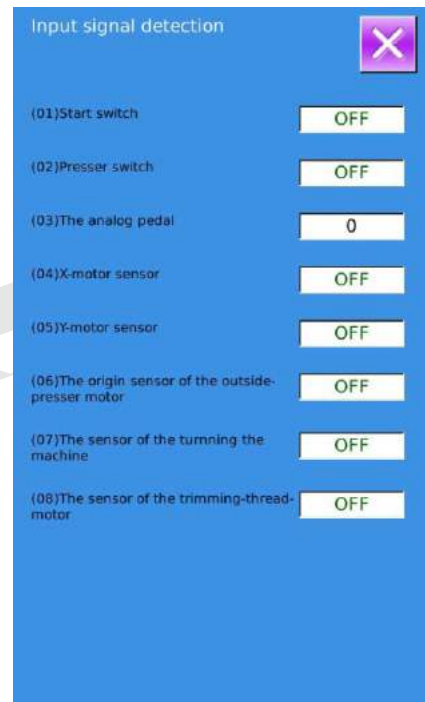 Input signal detection
(01)Start switch OFF
(02)Presser switch OFF
(03)The analog pedal 0
(04)X-motor sensor OFF
(05)Y-motor sensor OFF
(06)The origin sensor of the outside-
presser motor OFF
(07)The sensor of the turnning the
machine OFF
(08)The sensor of the trimming-thread-
motor OFF